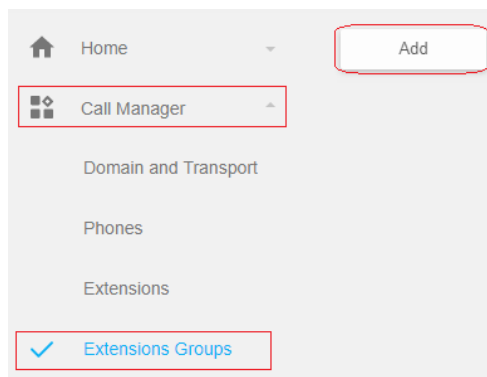 Home
Add
Call Manager
Domain and Transport
Phones
Extensions
Extensions Groups